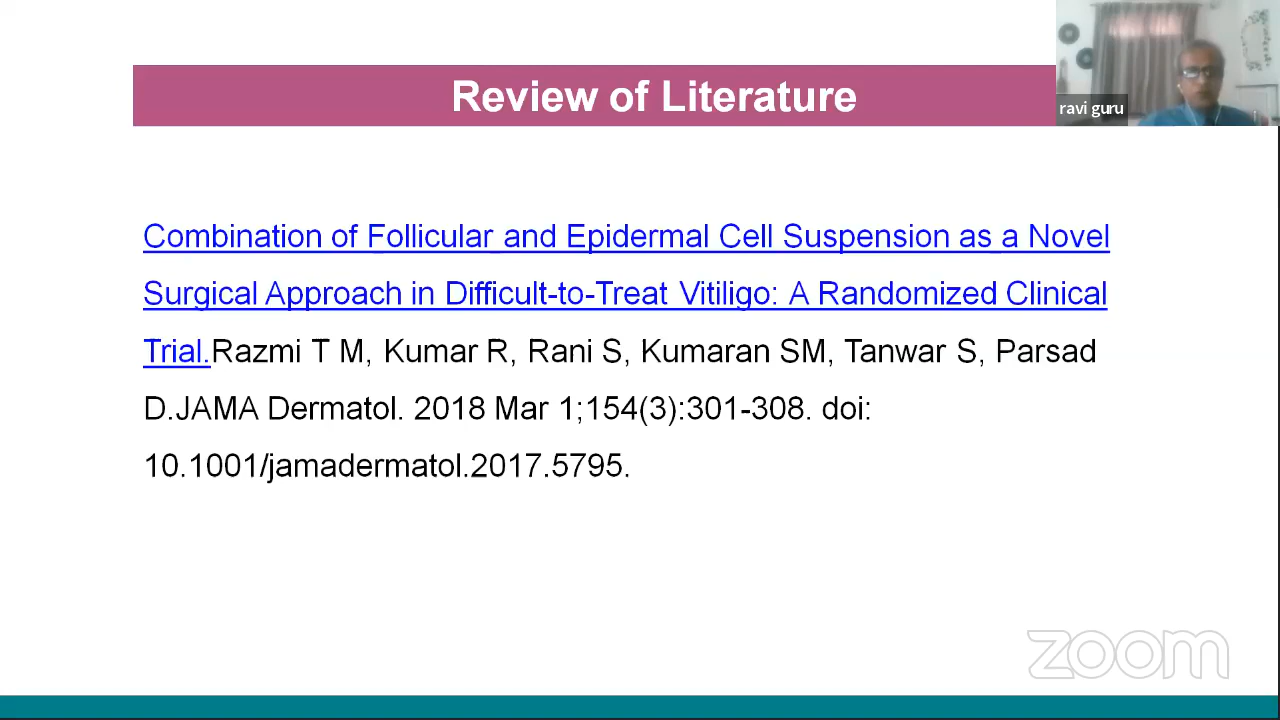 Review of Literature
ravi guru
Combination of Follicular and Epidermal Cell Suspension as a Novel
Surgical Approach in Difficult-to-Treat Vitiligo: A Randomized Clinical
Trial.Razmi T M, Kumar R, Rani S, Kumaran SM, Tanwar S, Parsad
D.JAMA Dermatol. 2018 Mar 1;154(3):301-308. doi:
10.1001/jamadermatol.2017.5795.
zoom